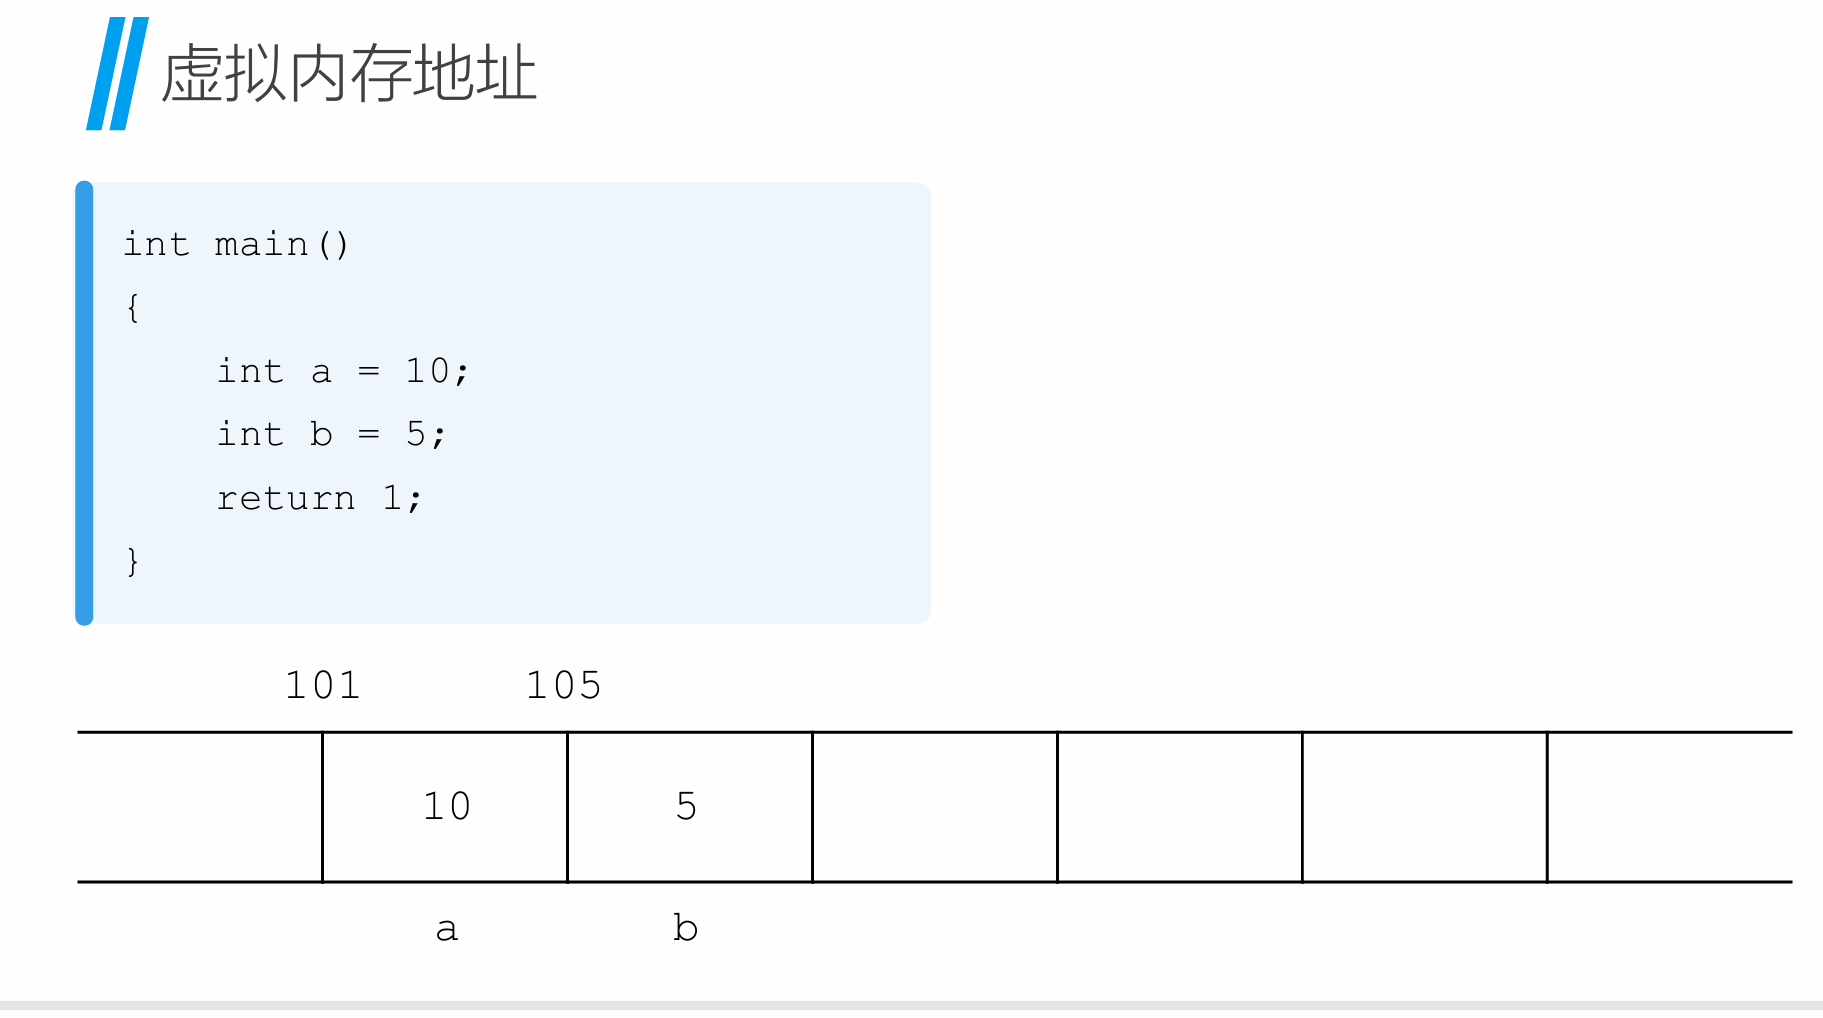 虚拟内存地址
int main()
{
    int a = 10;
    int b = 5;
    return 1;
}
101 105
10 5
a b